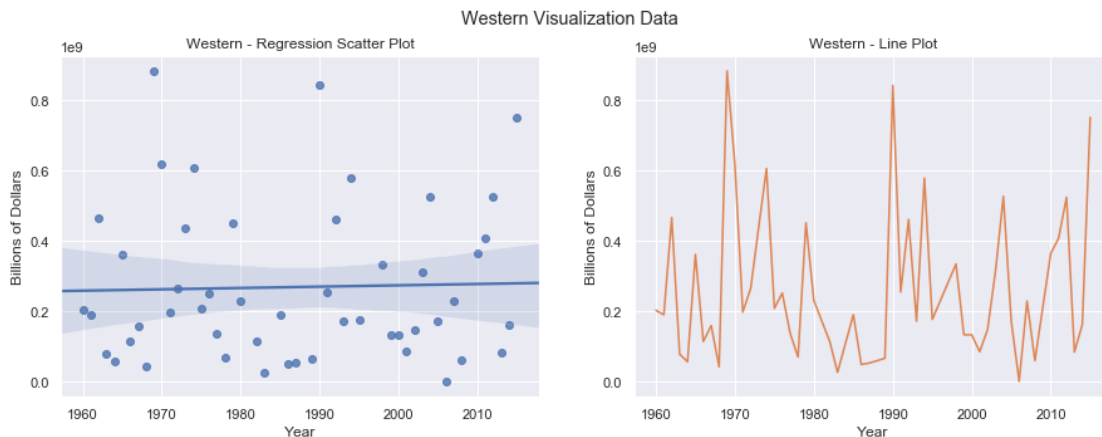 Western Visualization Data
Western - Regression Scatter Plot
1e9
0.8
0.6
0.4
0.2
0.0
Billions of Dollars
1960 1970 1980 1990 2000 2010
Year
Western - Line Plot
1e9
0.8
0.6
0.4
0.2
0.0
Billions of Dollars
1960 1970 1980 1990 2000 2010
Year